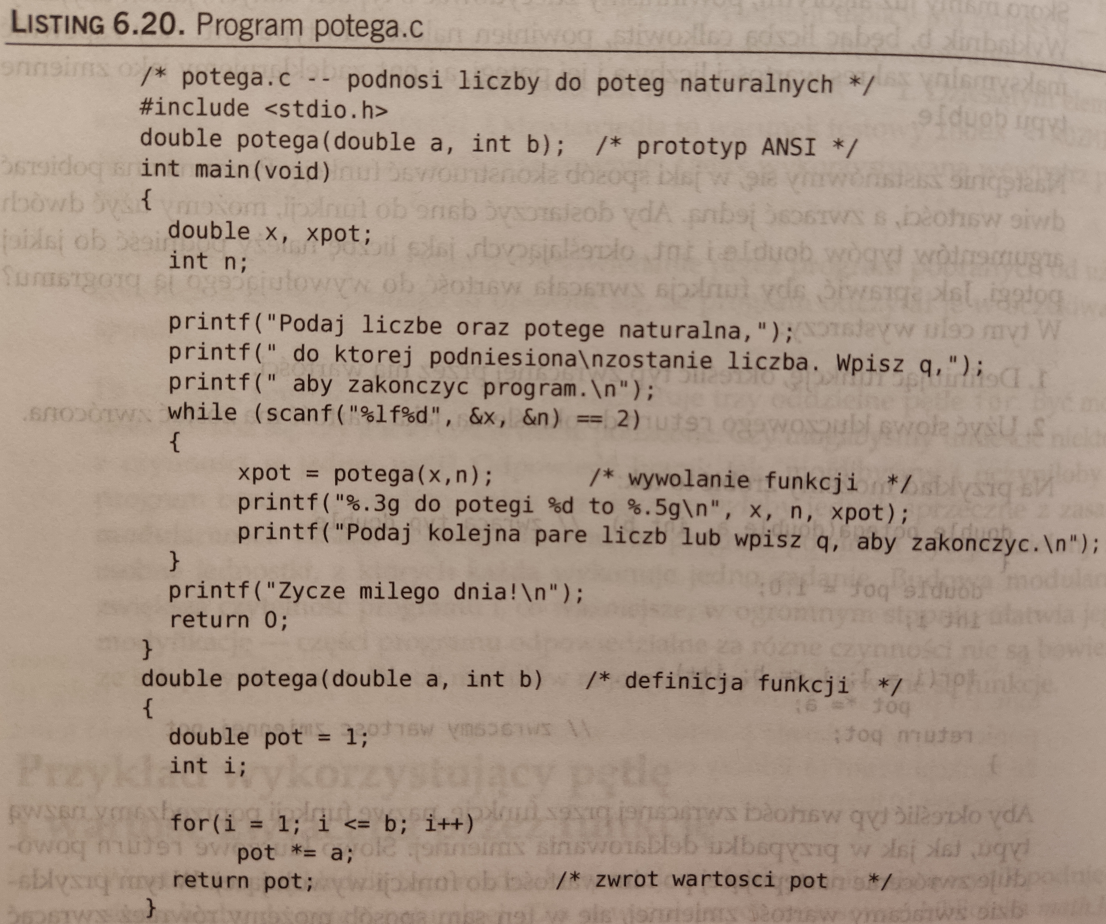 LISTING 6.20. Program potega.c
/* potega.c -- podnosi liczby do poteg naturalnych */
#include <stdio.h>
double potega(double a, int b);  /* prototyp ANSI */
int main(void)
{
  double x, xpot;
  int n;

  printf("Podaj liczbe oraz potege naturalna,");
  printf(" do ktorej podniesiona\nzostanie liczba. Wpisz q,");
  printf(" aby zakonczyc program.\n");
  while (scanf("%lf%d", &x, &n) == 2)
  {
       xpot = potega(x,n);       /* wywolanie funkcji  */
       printf("%.3g do potegi %d to %.5g\n", x, n, xpot);
       printf("Podaj kolejna pare liczb lub wpisz q, aby zakonczyc.\n");
  }
  printf("Zycze milego dnia!\n");
  return 0;
}
double potega(double a, int b)   /* definicja funkcji  */
{
  double pot = 1;
  int i;

  for(i = 1; i <= b; i++)
       pot *= a;
  return pot;                 /* zwrot wartosci pot   */
}